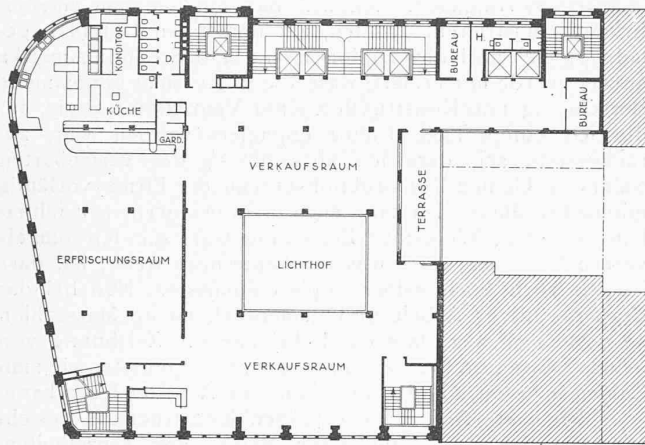 KONDITOR
D.
BUREAU
H.
BUREAU
KÜCHE
GARD.
VERKAUFSRAUM
TERRASSE
ERFRISCHUNGSRAUM
LICHTHOF
VERKAUFSRAUM